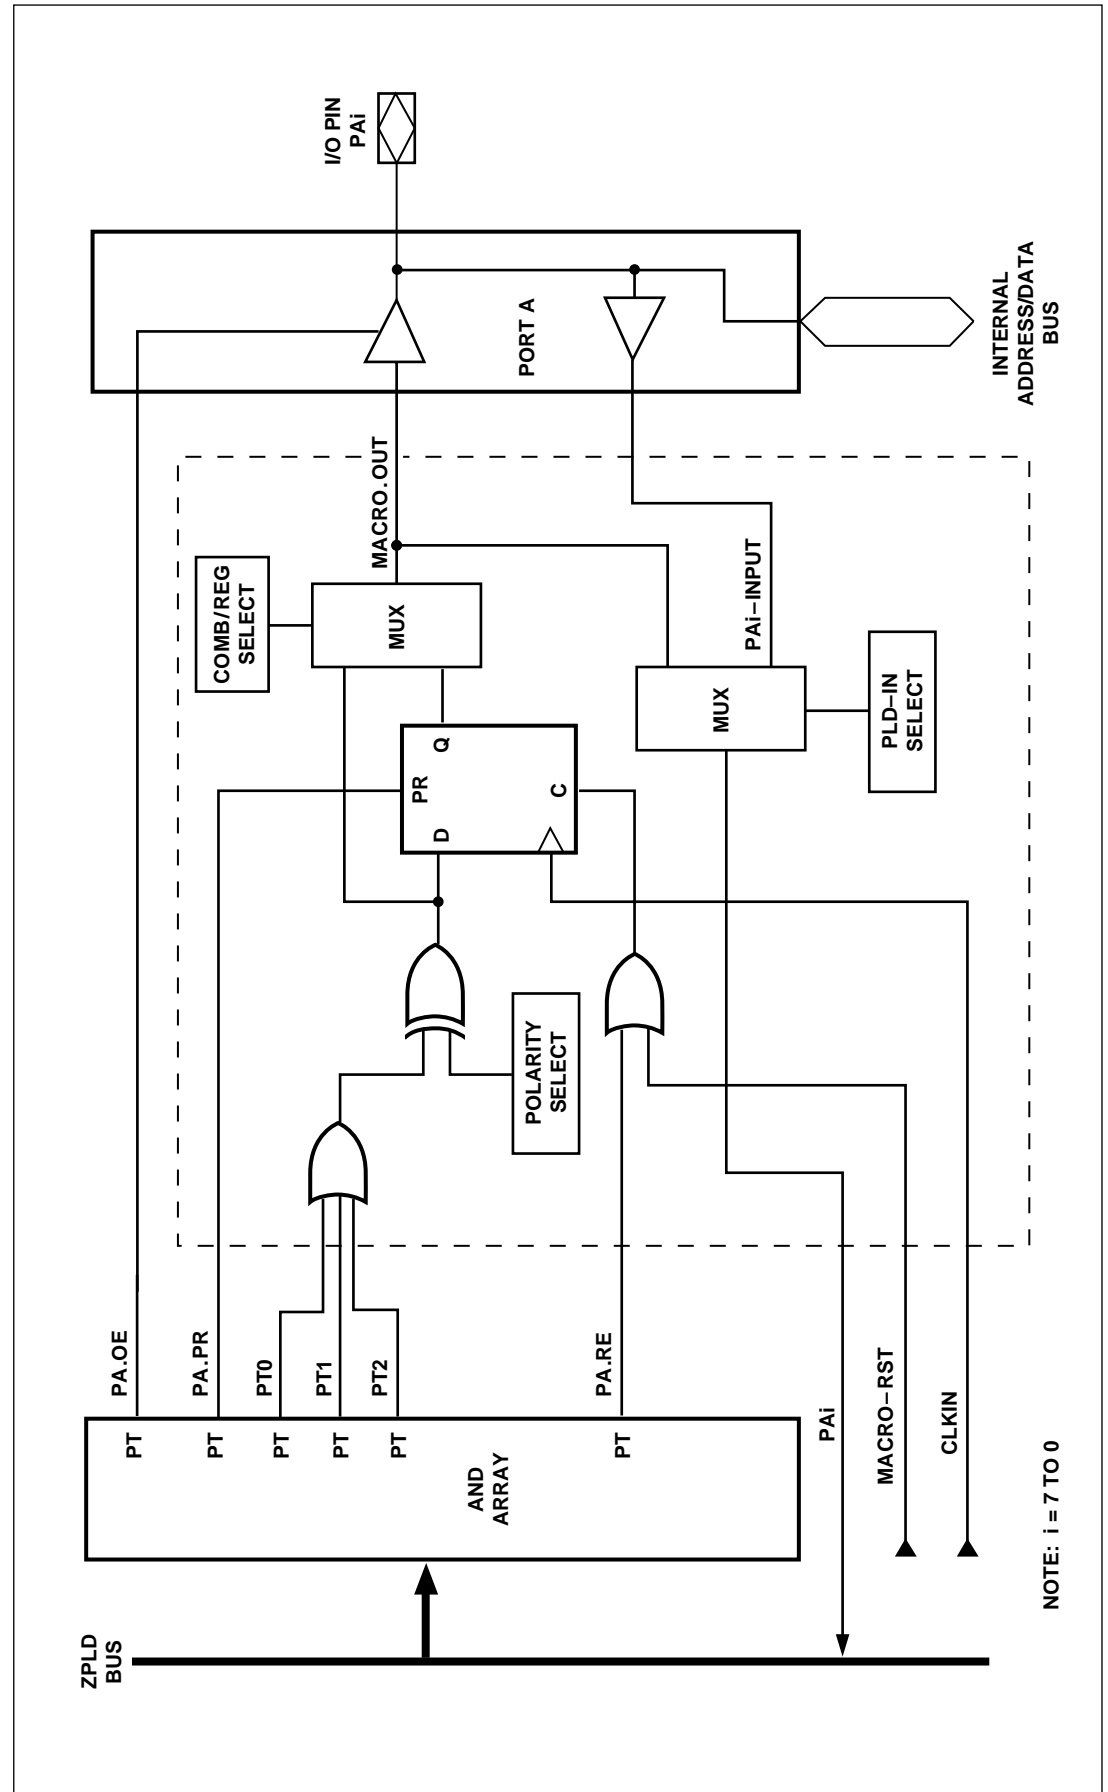 ZPLD
BUS
AND
ARRAY
PT
PT
PT
PT
PT
PT
PA.OE
PA.PR
PT0
PT1
PT2
PA.RE
PAi
MACRO–RST
CLKIN
POLARITY
SELECT
D
PR
Q
C
COMB/REG
SELECT
MUX
MACRO.OUT
MUX
PAi–INPUT
PLD–IN
SELECT
PORT A
I/O PIN
PAi
INTERNAL
ADDRESS/DATA
BUS
NOTE: i = 7 TO 0